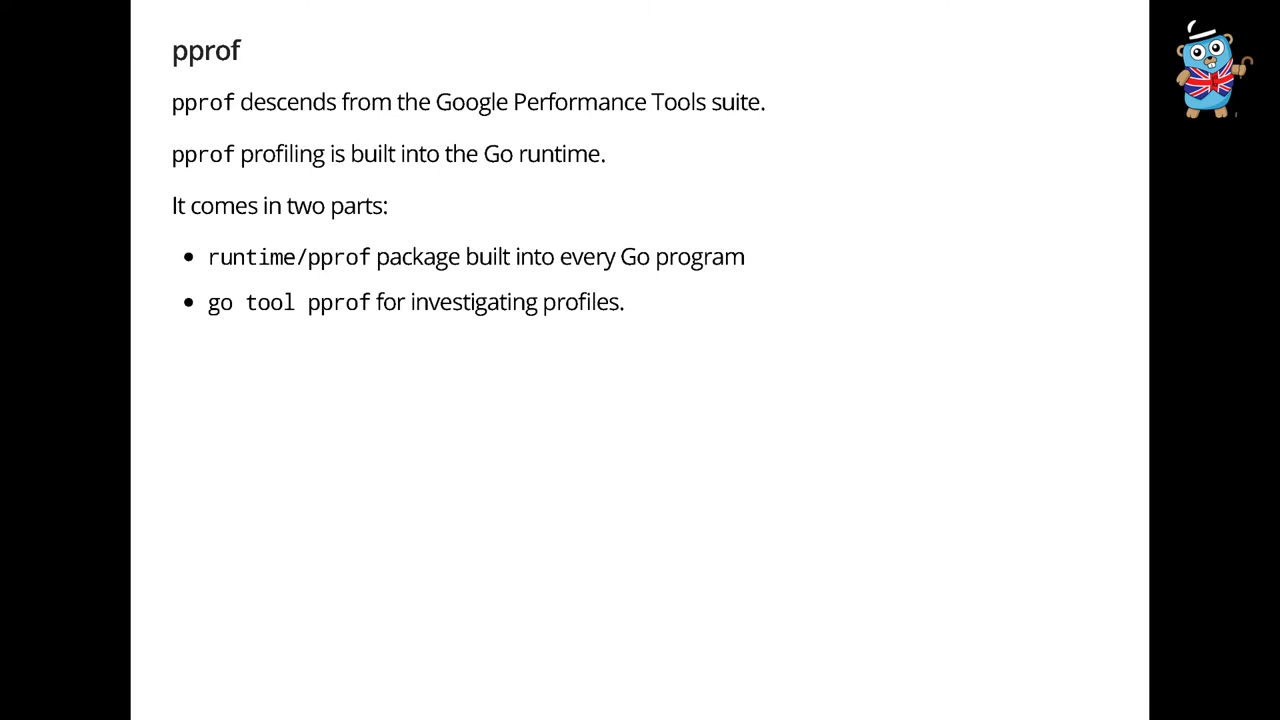 pprof
pprof descends from the Google Performance Tools suite.
pprof profiling is built into the Go runtime.
It comes in two parts:
• runtime/pprof package built into every Go program
• go tool pprof for investigating profiles.